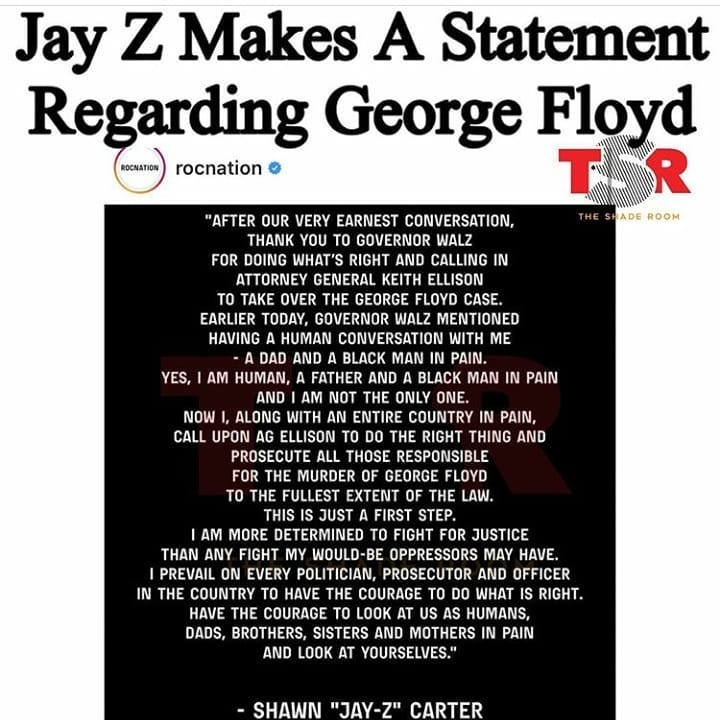 Jay Z Makes A Statement
Regarding George Floyd
ROCNATION rocnation
TSR
THE SHADE ROOM
"AFTER OUR VERY EARNEST CONVERSATION,
THANK YOU TO GOVERNOR WALZ
FOR DOING WHAT'S RIGHT AND CALLING IN
ATTORNEY GENERAL KEITH ELLISON
TO TAKE OVER THE GEORGE FLOYD CASE.
EARLIER TODAY, GOVERNOR WALZ MENTIONED
HAVING A HUMAN CONVERSATION WITH ME
- A DAD AND A BLACK MAN IN PAIN.
YES, I AM HUMAN, A FATHER AND A BLACK MAN IN PAIN
AND I AM NOT THE ONLY ONE.
NOW I, ALONG WITH AN ENTIRE COUNTRY IN PAIN,
CALL UPON AG ELLISON TO DO THE RIGHT THING AND
PROSECUTE ALL THOSE RESPONSIBLE
FOR THE MURDER OF GEORGE FLOYD
TO THE FULLEST EXTENT OF THE LAW.
THIS IS JUST A FIRST STEP.
I AM MORE DETERMINED TO FIGHT FOR JUSTICE
THAN ANY FIGHT MY WOULD-BE OPPRESSORS MAY HAVE.
I PREVAIL ON EVERY POLITICIAN, PROSECUTOR AND OFFICER
IN THE COUNTRY TO HAVE THE COURAGE TO DO WHAT IS RIGHT.
HAVE THE COURAGE TO LOOK AT US AS HUMANS,
DADS, BROTHERS, SISTERS AND MOTHERS IN PAIN
AND LOOK AT YOURSELVES."
- SHAWN "JAY-Z" CARTER